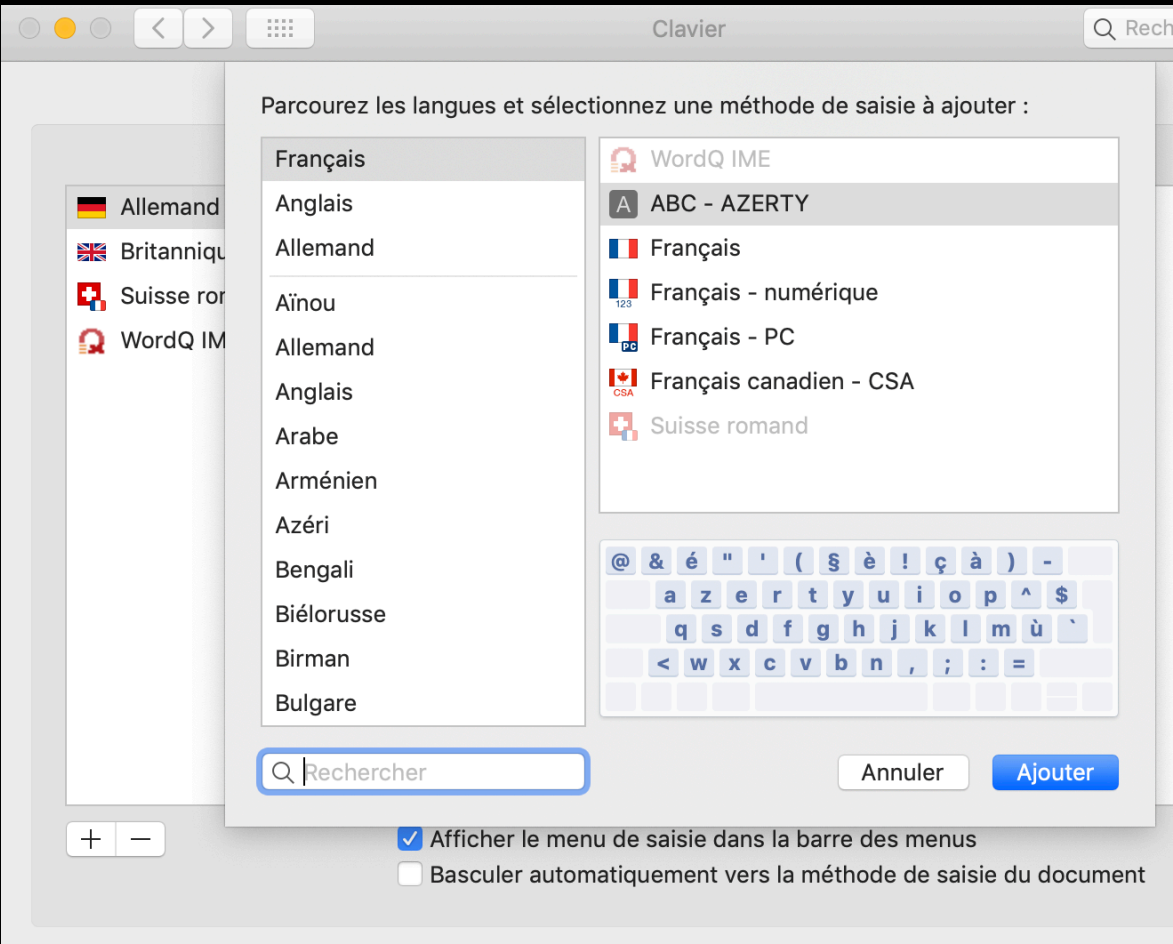 Clavier
Rech
Parcourez les langues et sélectionnez une méthode de saisie à ajouter :
Allemand
Britanniqu
Suisse ror
WordQ IM
Français
Anglais
Allemand
Aïnou
Allemand
Anglais
Arabe
Arménien
Azéri
Bengali
Biélorusse
Birman
Bulgare
WordQ IME
A ABC - AZERTY
Français
123 Français - numérique
PC Français - PC
CSA Français canadien - CSA
Suisse romand
@ & é " ' ( § è ! ç à ) -
a z e r t y u i o p ^ $
q s d f g h j k l m ù `
< w x c v b n , ; : =
Rechercher
Annuler
Ajouter
Afficher le menu de saisie dans la barre des menus
Basculer automatiquement vers la méthode de saisie du document